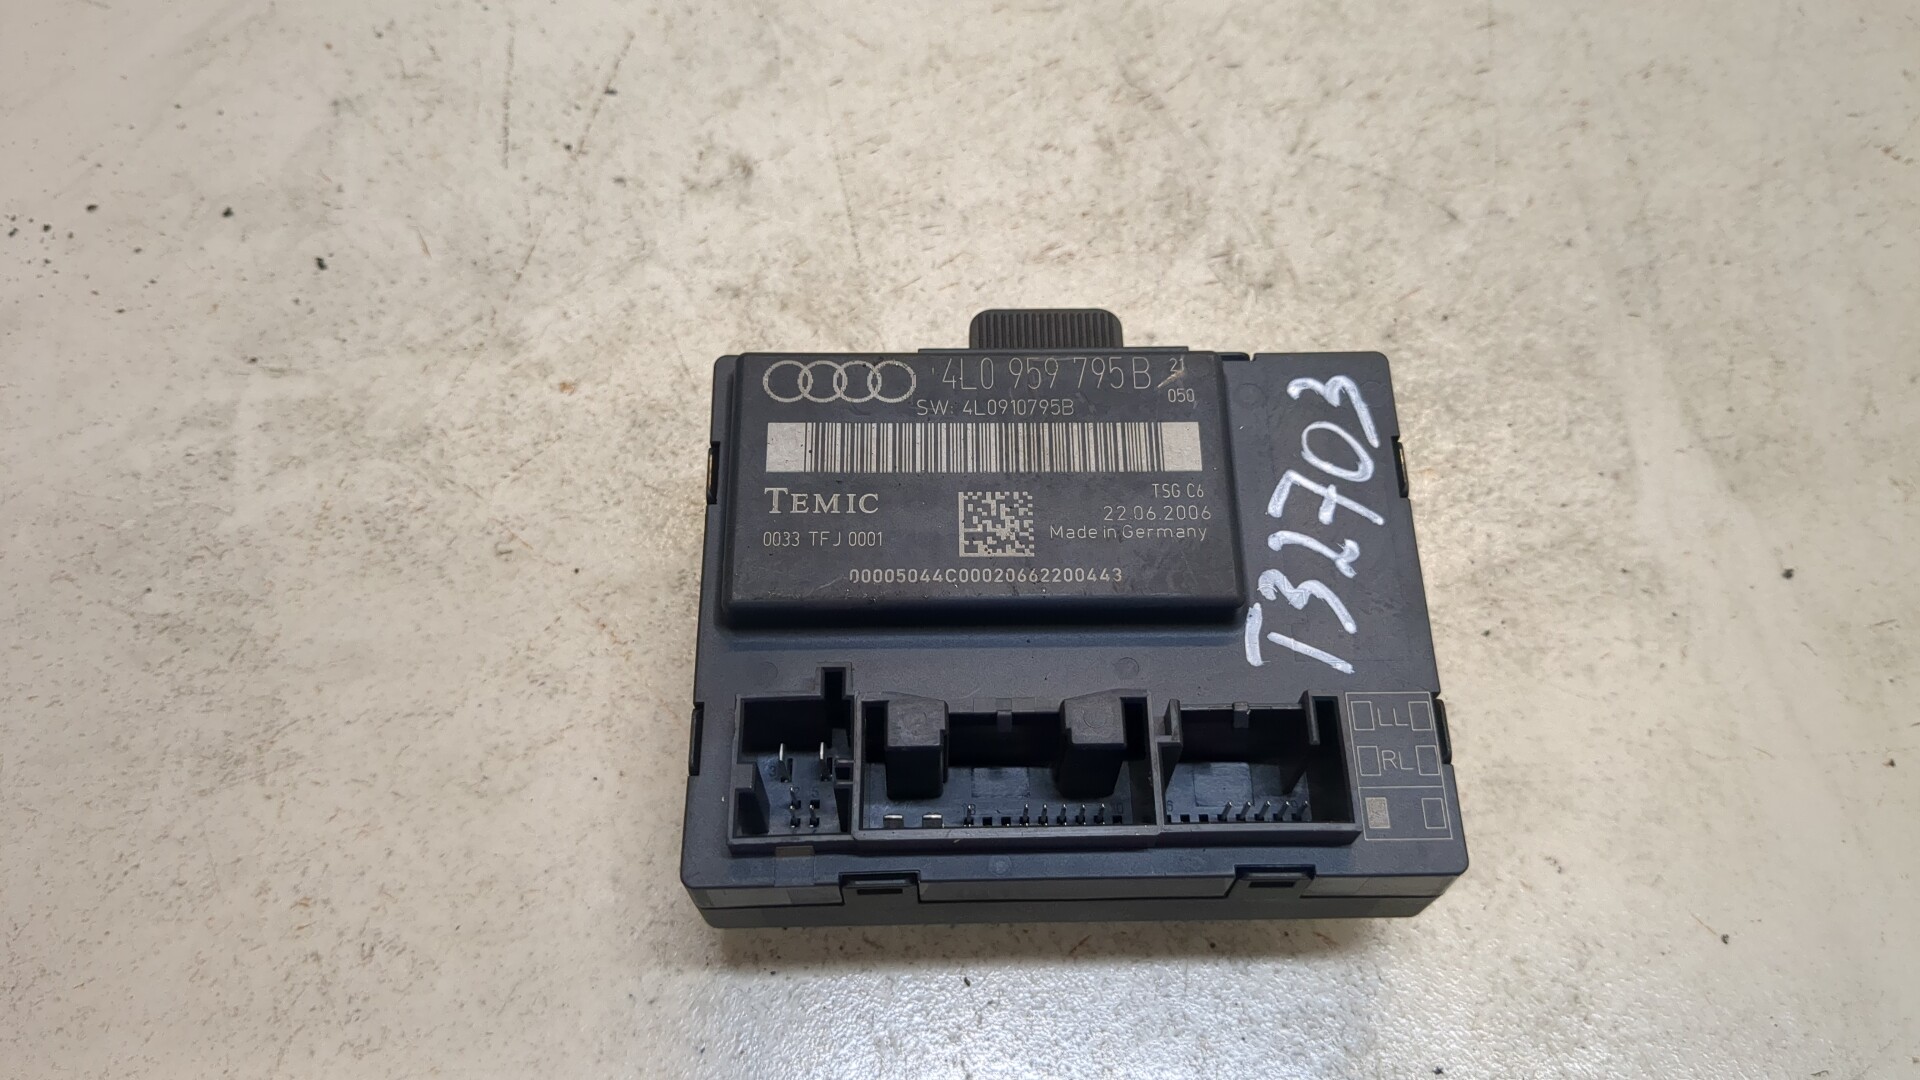 4L0 959 795 B 21
050
SW: 4L0910795B
TEMIC
TSG C6
22.06.2006
0033 TFJ 0001
Made in Germany
00005044C00020662200443
T32703
LL
RL